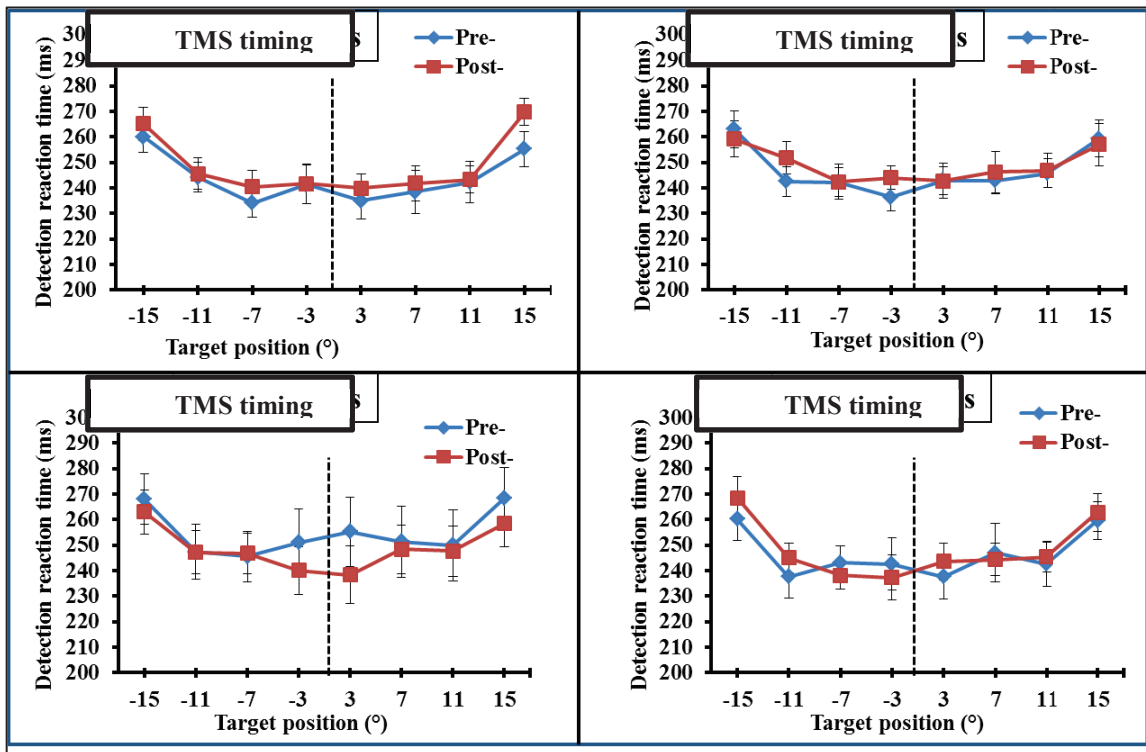 TMS timing s
Pre-
Post-
Detection reaction time (ms)
300
290
280
270
260
250
240
230
220
210
200
-15 -11 -7 -3 3 7 11 15
Target position (°)
TMS timing s
Pre-
Post-
Detection reaction time (ms)
300
290
280
270
260
250
240
230
220
210
200
-15 -11 -7 -3 3 7 11 15
Target position (°)
TMS timing s
Pre-
Post-
Detection reaction time (ms)
300
290
280
270
260
250
240
230
220
210
200
-15 -11 -7 -3 3 7 11 15
Target position (°)
TMS timing s
Pre-
Post-
Detection reaction time (ms)
300
290
280
270
260
250
240
230
220
210
200
-15 -11 -7 -3 3 7 11 15
Target position (°)